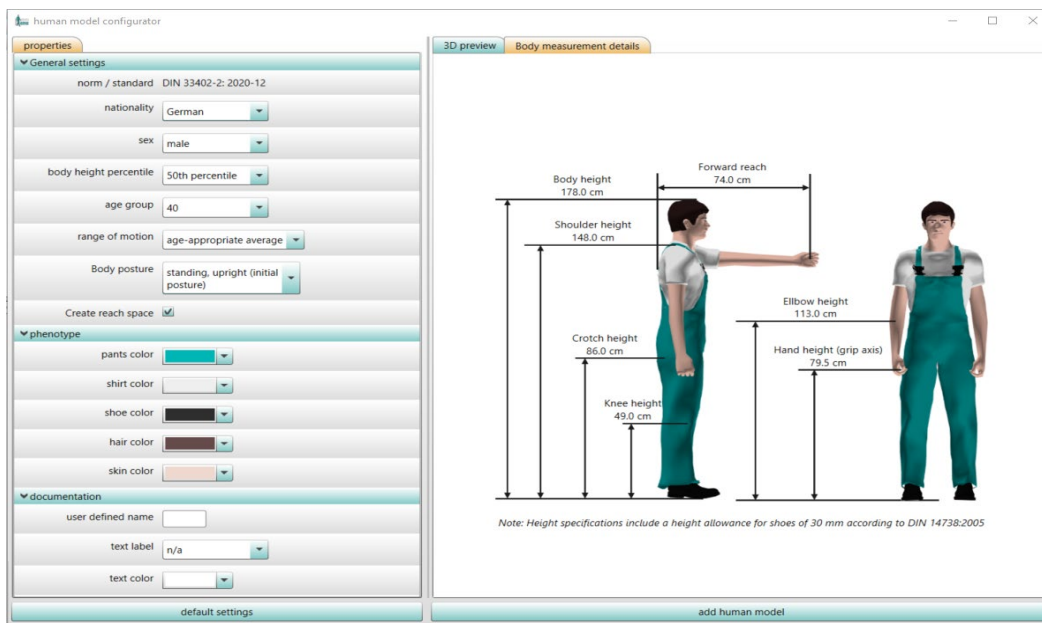 human model configurator
properties
General settings
norm / standard DIN 33402-2: 2020-12
nationality German
sex male
body height percentile 50th percentile
age group 40
range of motion age-appropriate average
Body posture standing, upright (initial
posture)
Create reach space
phenotype
pants color
shirt color
shoe color
hair color
skin color
documentation
user defined name
text label n/a
text color
default settings
3D preview Body measurement details
Forward reach
74.0 cm
Body height
178.0 cm
Shoulder height
148.0 cm
Ellbow height
113.0 cm
Crotch height
86.0 cm
Hand height (grip axis)
79.5 cm
Knee height
49.0 cm
Note: Height specifications include a height allowance for shoes of 30 mm according to DIN 14738:2005
add human model